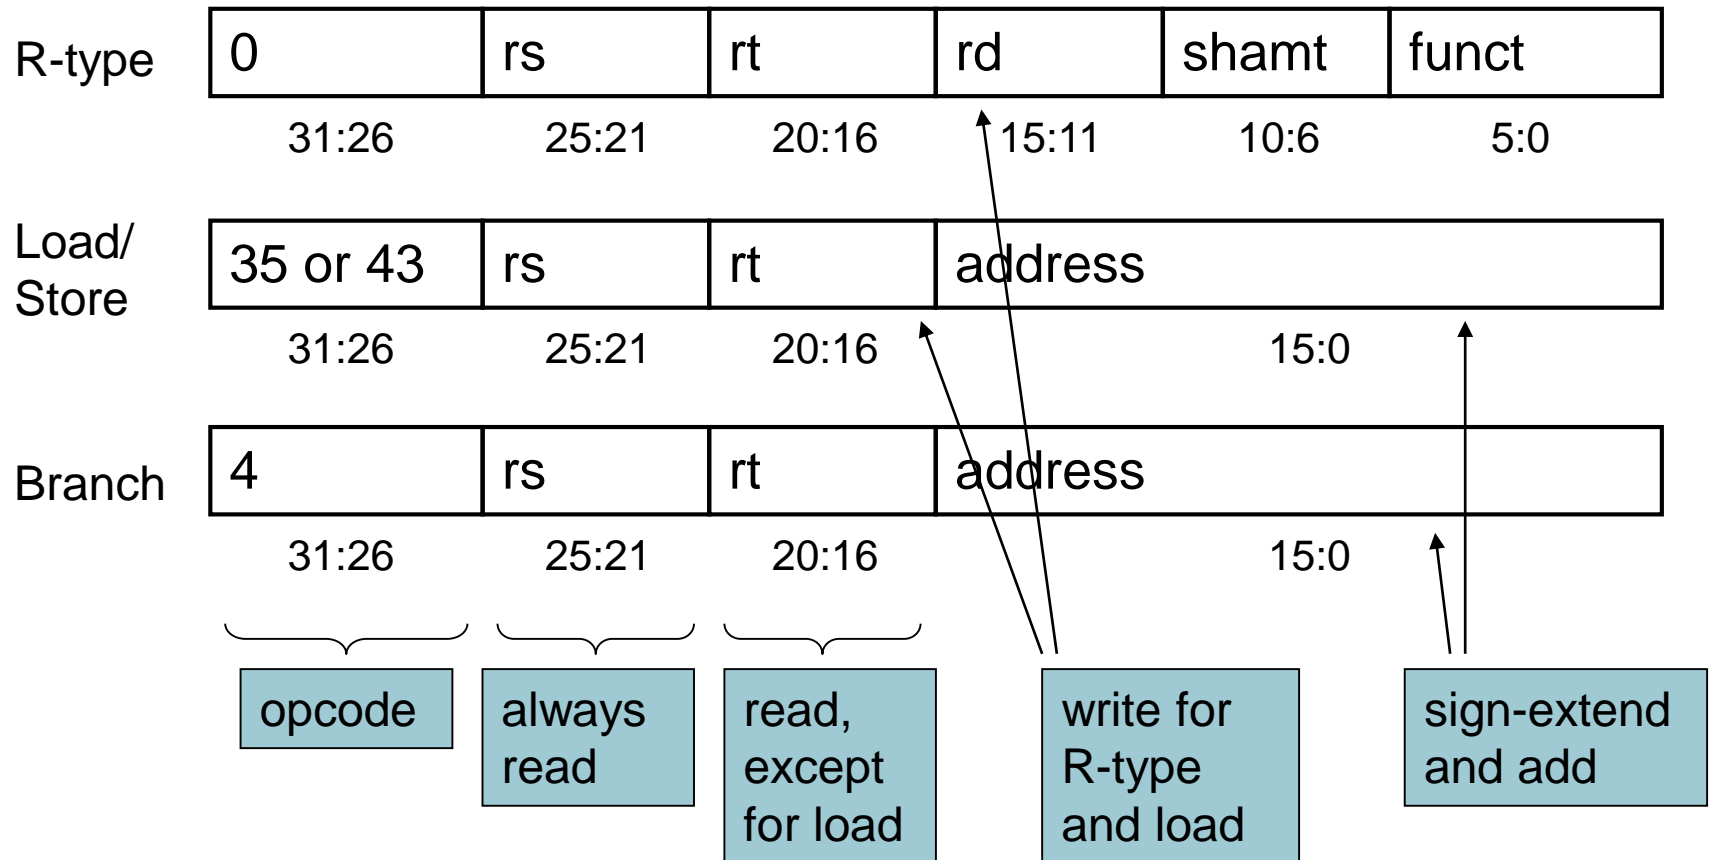 R-type 0 rs rt rd shamt funct
31:26 25:21 20:16 15:11 10:6 5:0
Load/
Store
35 or 43 rs rt address
31:26 25:21 20:16 15:0
Branch 4 rs rt address
31:26 25:21 20:16 15:0
opcode
always
read
read,
except
for load
write for
R-type
and load
sign-extend
and add